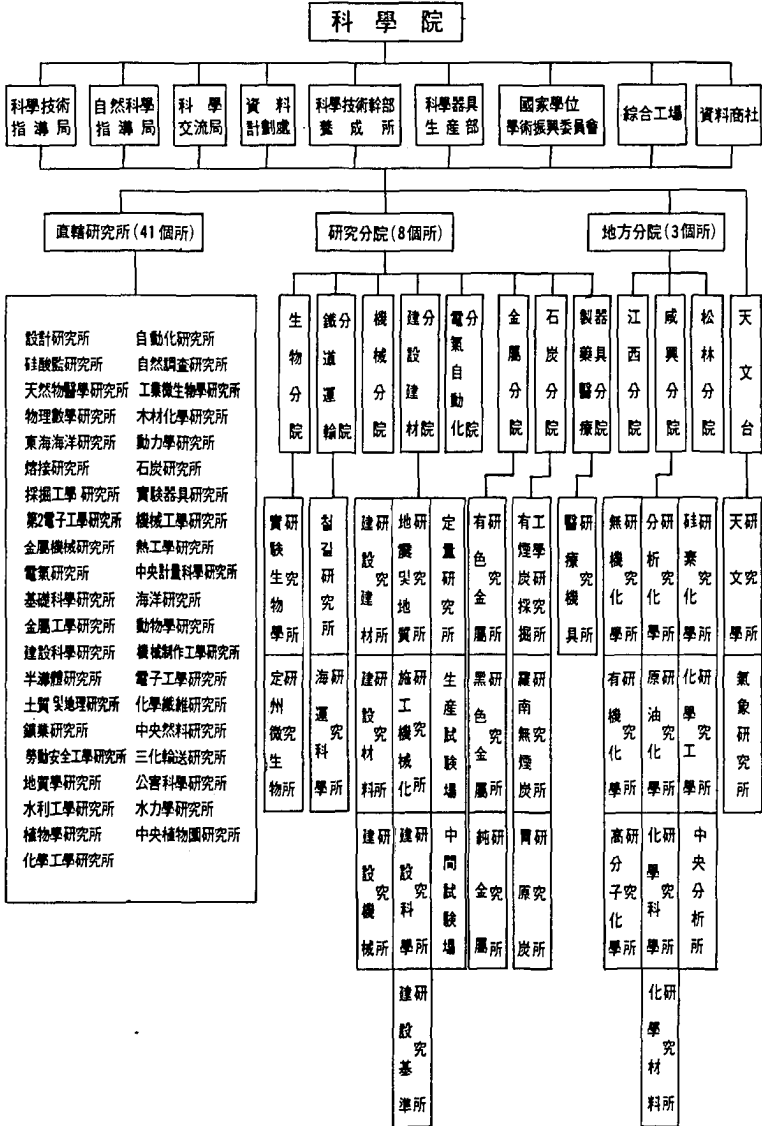 科學院
科學技術
指導局
自然科學
指導局
科學
交流局
資料
計劃處
科學技術幹部
養成所
科學器具
生産部
國家學位
學術振興委員會
綜合工場
資料商社
直轄研究所(41個所)
研究分院(8個所)
地方分院(3個所)
設計研究所
硅酸監研究所
天然物醫學研究所
物理數學研究所
東海海洋研究所
熔接研究所
採掘工學 研究所
第2電子工學研究所
金屬機械研究所
電氣研究所
基礎科學研究所
金屬工學研究所
建設科學研究所
半導體研究所
土質 및地理研究所
鑛業研究所
勞動安全工學研究所
地質學研究所
水利工學研究所
植物學研究所
化學工學研究所
自動化研究所
自然調査研究所
工業微生物學研究所
木材化學研究所
動力學研究所
石炭研究所
實驗器具研究所
機械工學研究所
熱工學研究所
中央計量科學研究所
海洋研究所
動物學研究所
機械制作工學研究所
電子工學研究所
化學纖維研究所
中央燃料研究所
三化輸送研究所
公害科學研究所
水力學研究所
中央植物園研究所
生物分院
鐵道運輸分院
機械分院
建設建材分院
電氣自動化分院
金屬分院
石炭分院
製藥醫療器具分院
江西分院
咸興分院
松林分院
天文台
實驗生物學研究所
定州微生物研究所
철길研究所
海運科學研究所
建設建材研究所
建設材料研究所
建設機械研究所
地震및地質研究所
施工機械化研究所
建設科學研究所
建設基準研究所
定量研究所
生産試驗場
中間試驗場
有色金屬研究所
黑色金屬研究所
純金屬研究所
有煙炭採掘工學研究所
羅南無煙炭研究所
原炭研究所
醫療機具研究所
無機化學研究所
有機化學研究所
高分子化學研究所
分析化學研究所
原油化學研究所
化學科學研究所
化學材料研究所
硅素化學研究所
化學工學研究所
中央分析所
天文學研究所
氣象研究所